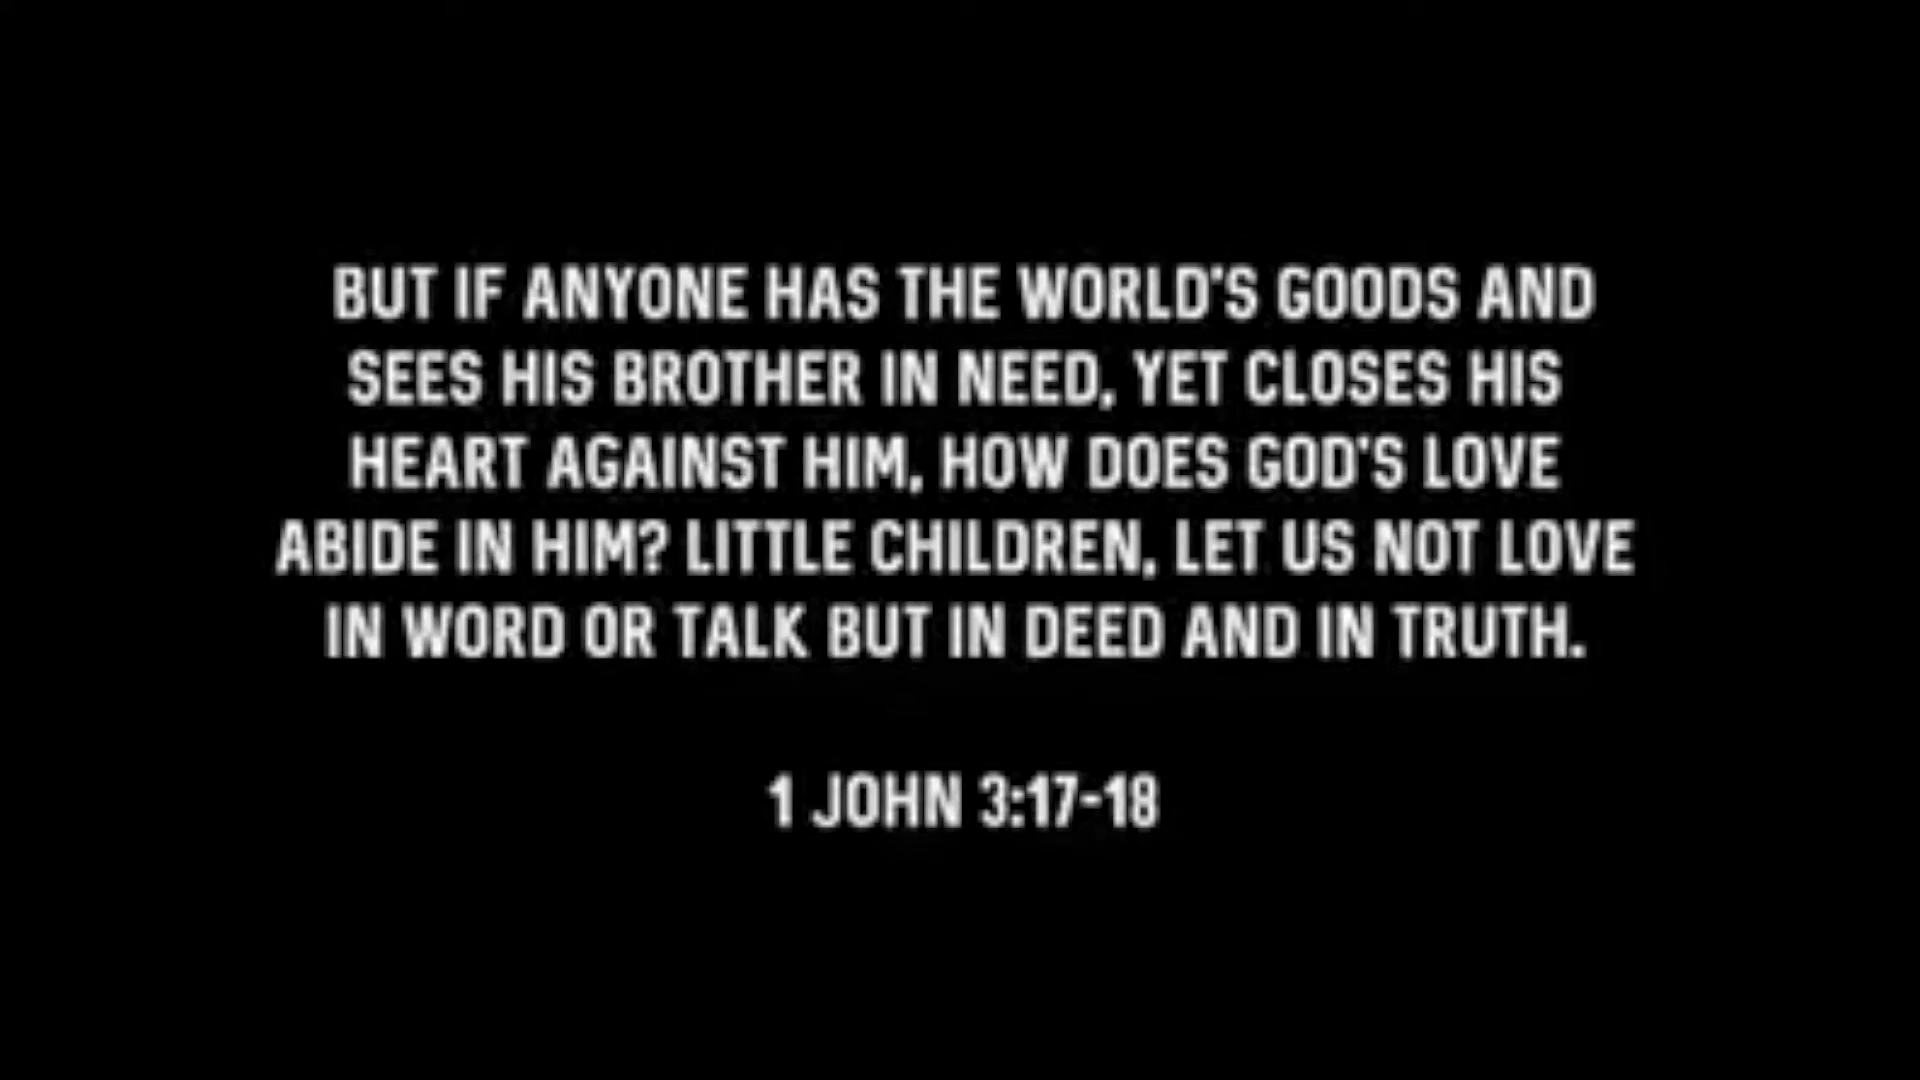 BUT IF ANYONE HAS THE WORLD'S GOODS AND
SEES HIS BROTHER IN NEED, YET CLOSES HIS
HEART AGAINST HIM, HOW DOES GOD'S LOVE
ABIDE IN HIM? LITTLE CHILDREN, LET US NOT LOVE
IN WORD OR TALK BUT IN DEED AND IN TRUTH.
1 JOHN 3:17-18